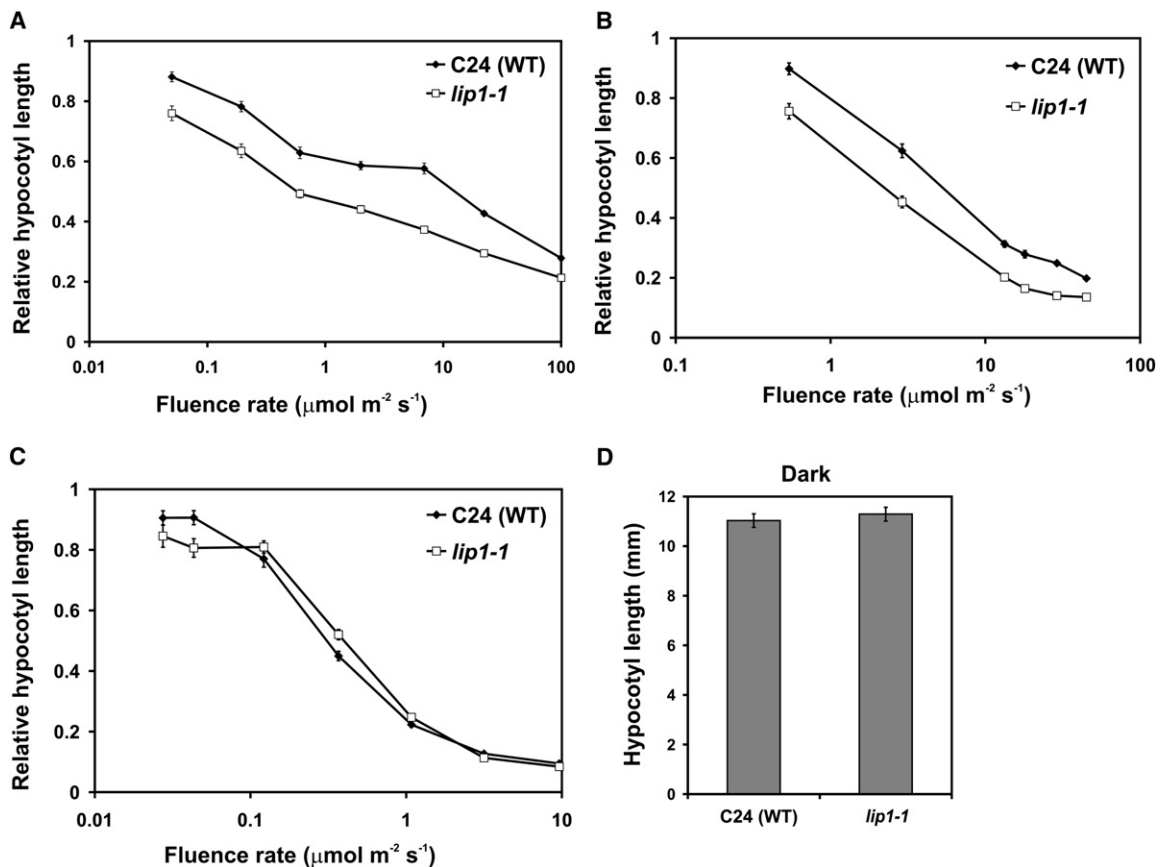 A
Relative hypocotyl length
1
0.8
0.6
0.4
0.2
0
0.01
0.1
1
10
100
Fluence rate (μmol m⁻² s⁻¹)
C24 (WT)
lip1-1
B
Relative hypocotyl length
1
0.8
0.6
0.4
0.2
0
0.1
1
10
100
Fluence rate (μmol m⁻² s⁻¹)
C24 (WT)
lip1-1
C
Relative hypocotyl length
1
0.8
0.6
0.4
0.2
0
0.01
0.1
1
10
Fluence rate (μmol m⁻² s⁻¹)
C24 (WT)
lip1-1
D
Dark
Hypocotyl length (mm)
12
10
8
6
4
2
0
C24 (WT)
lip1-1